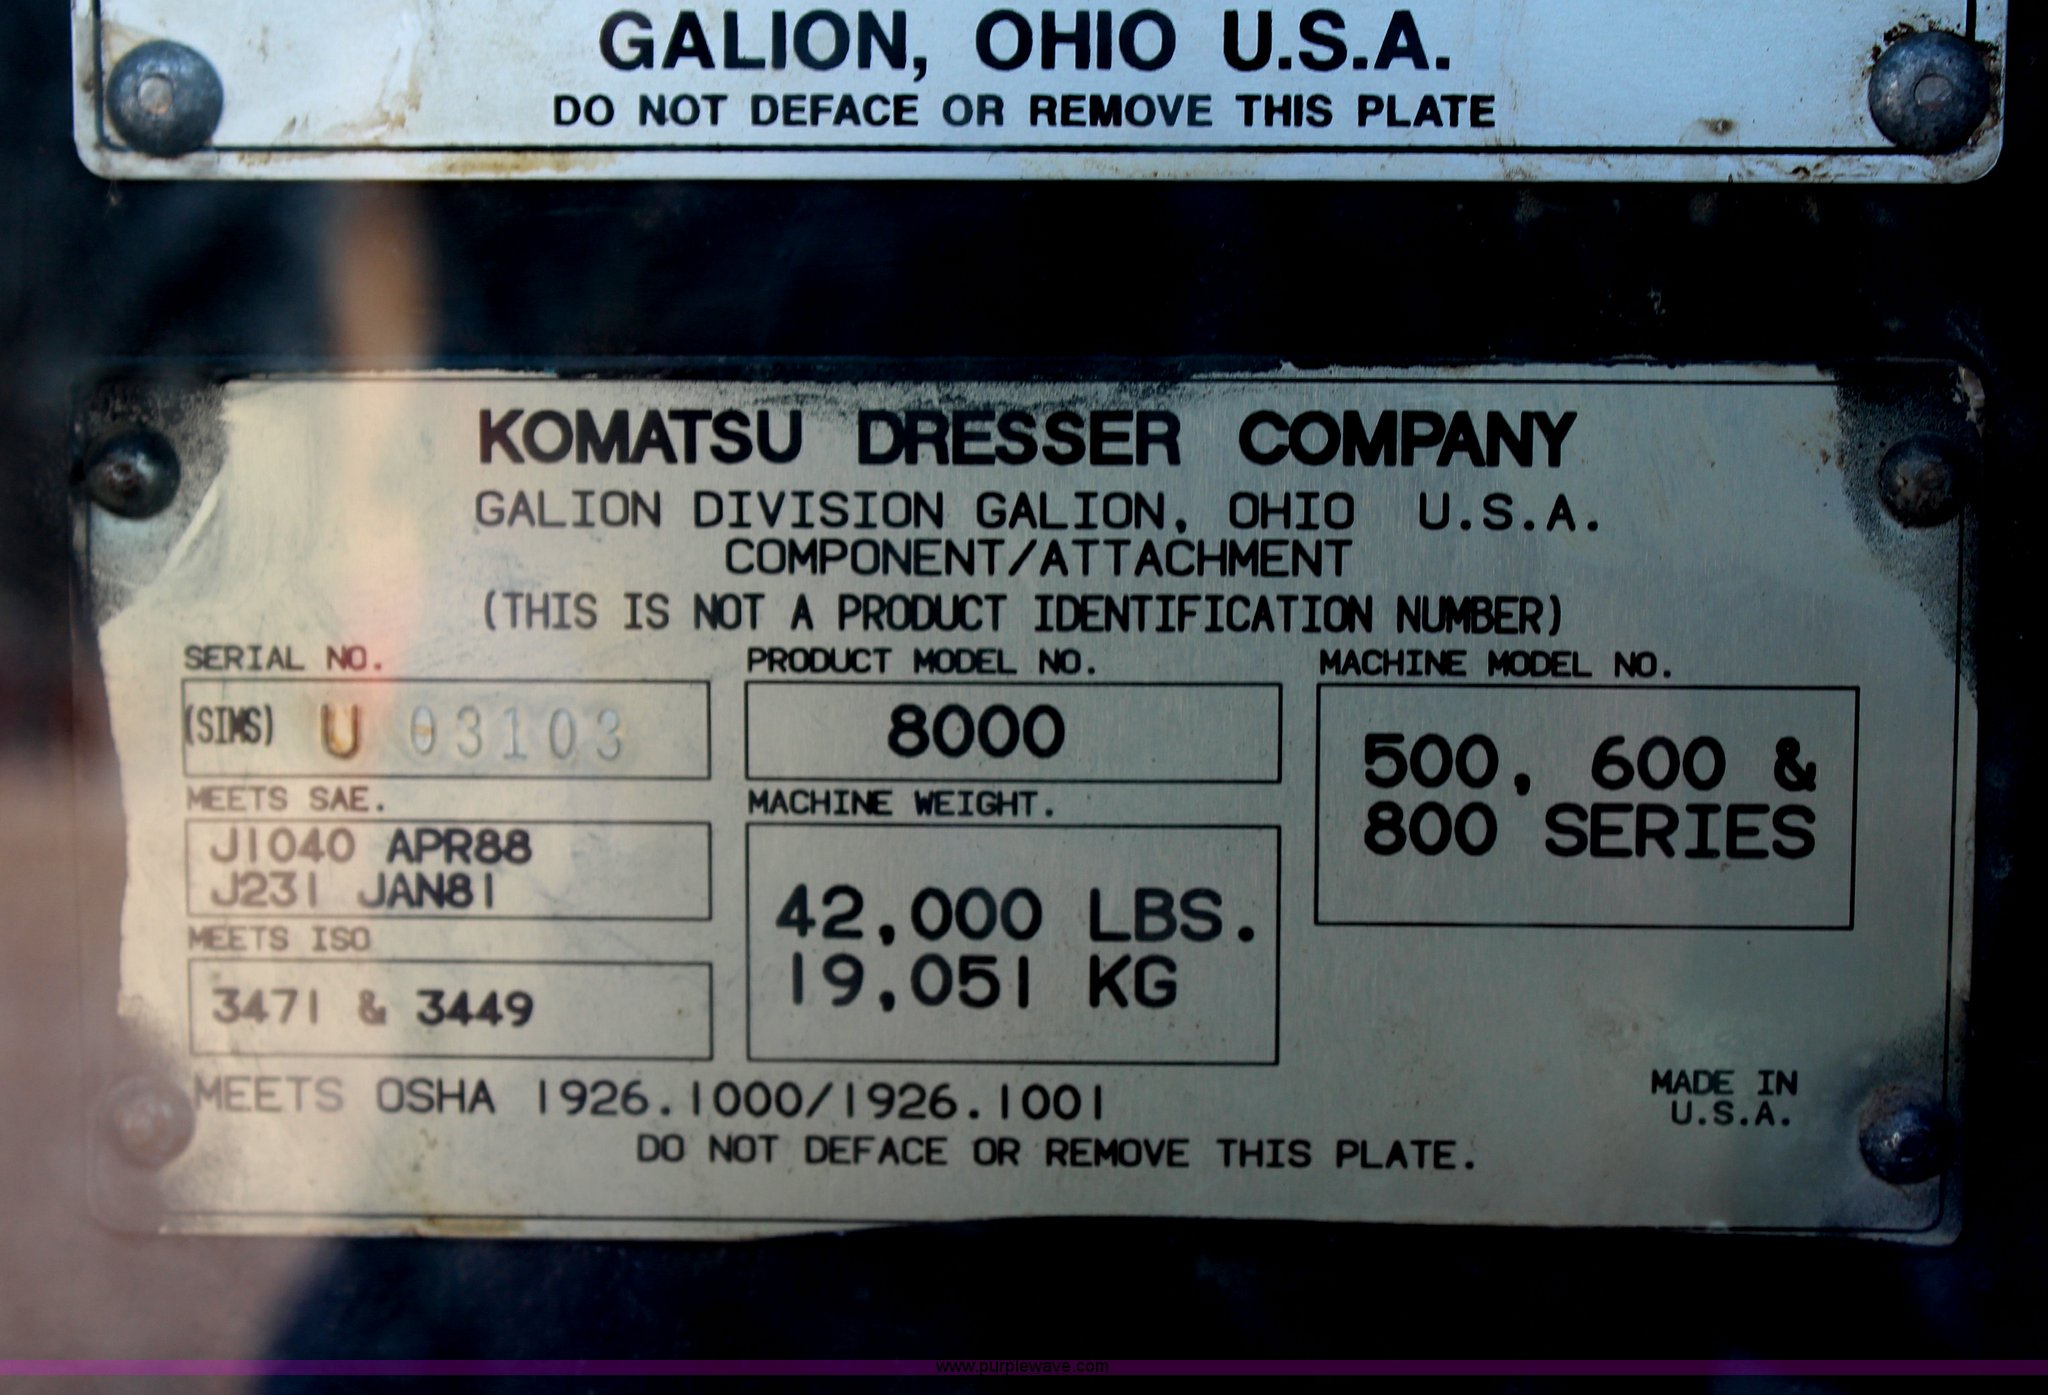 GALION, OHIO U.S.A.
DO NOT DEFACE OR REMOVE THIS PLATE
KOMATSU DRESSER COMPANY
GALION DIVISION GALION, OHIO U.S.A.
COMPONENT/ATTACHMENT
(THIS IS NOT A PRODUCT IDENTIFICATION NUMBER)
SERIAL NO.
(SIMS) U 03103
MEETS SAE.
J1040 APR88
J231 JAN81
MEETS ISO
3471 & 3449
PRODUCT MODEL NO.
8000
MACHINE WEIGHT.
42,000 LBS.
19,051 KG
MACHINE MODEL NO.
500, 600 &
800 SERIES
MEETS OSHA 1926.1000/1926.1001
MADE IN
U.S.A.
DO NOT DEFACE OR REMOVE THIS PLATE.
www.purplewave.com